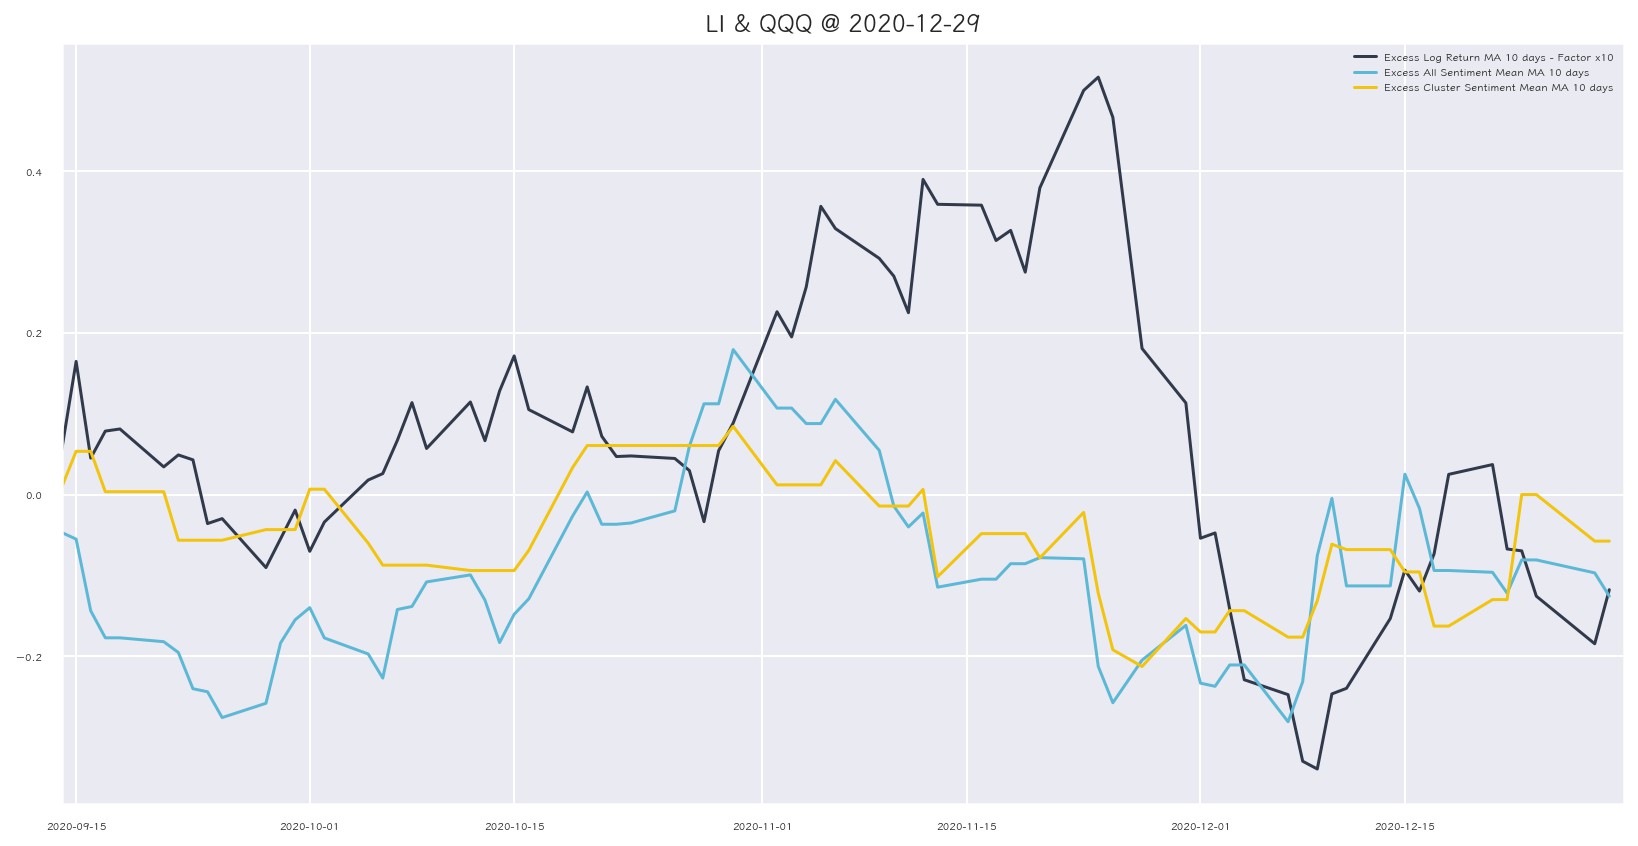 LI & QQQ @ 2020-12-29
Excess Log Return MA 10 days - Factor x10
Excess All Sentiment Mean MA 10 days
Excess Cluster Sentiment Mean MA 10 days
0.4
0.2
0.0
−0.2
2020-09-15
2020-10-01
2020-10-15
2020-11-01
2020-11-15
2020-12-01
2020-12-15